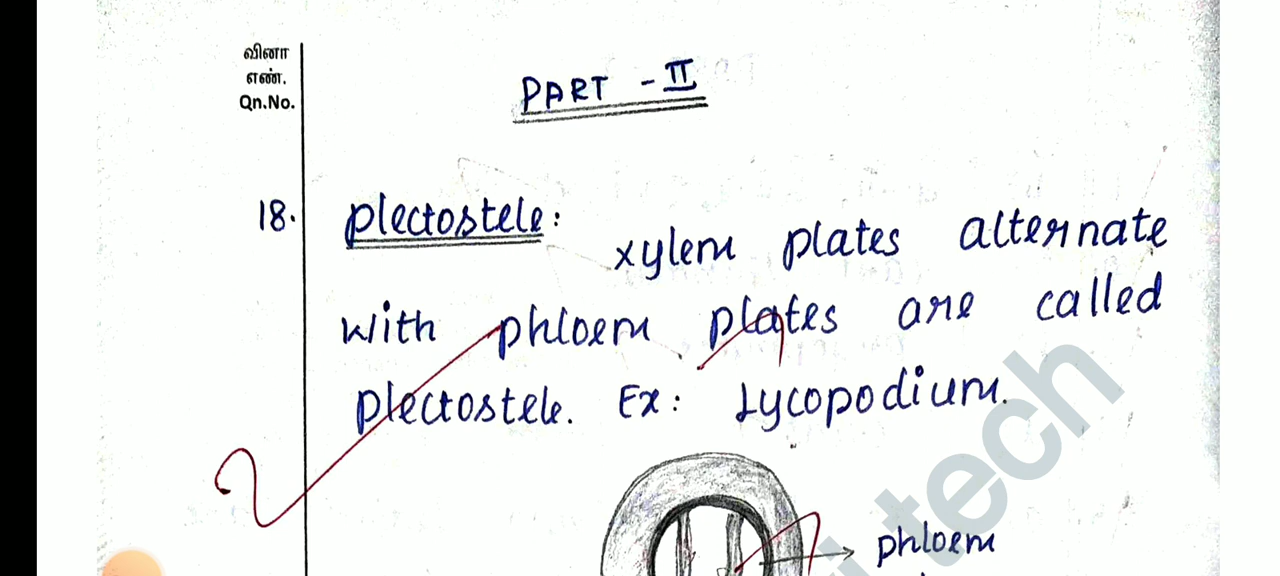 வினா
எண்.
Qn.No.
PART - II
18. Plectostele:
xylem plates alternate
with phloem plates are called
plectostele. Ex: Lycopodium.
2
phloem
tech